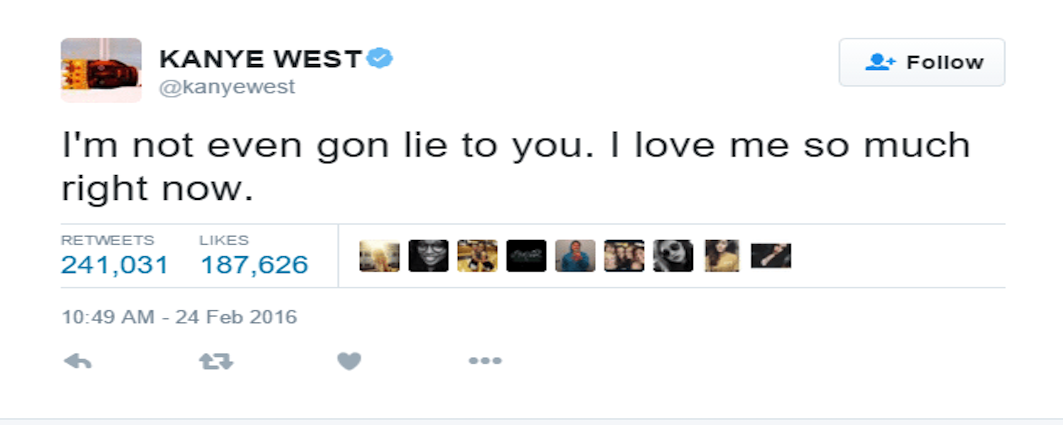 KANYE WEST
@kanyewest
Follow
I'm not even gon lie to you. I love me so much
right now.
RETWEETS LIKES
241,031 187,626
10:49 AM - 24 Feb 2016